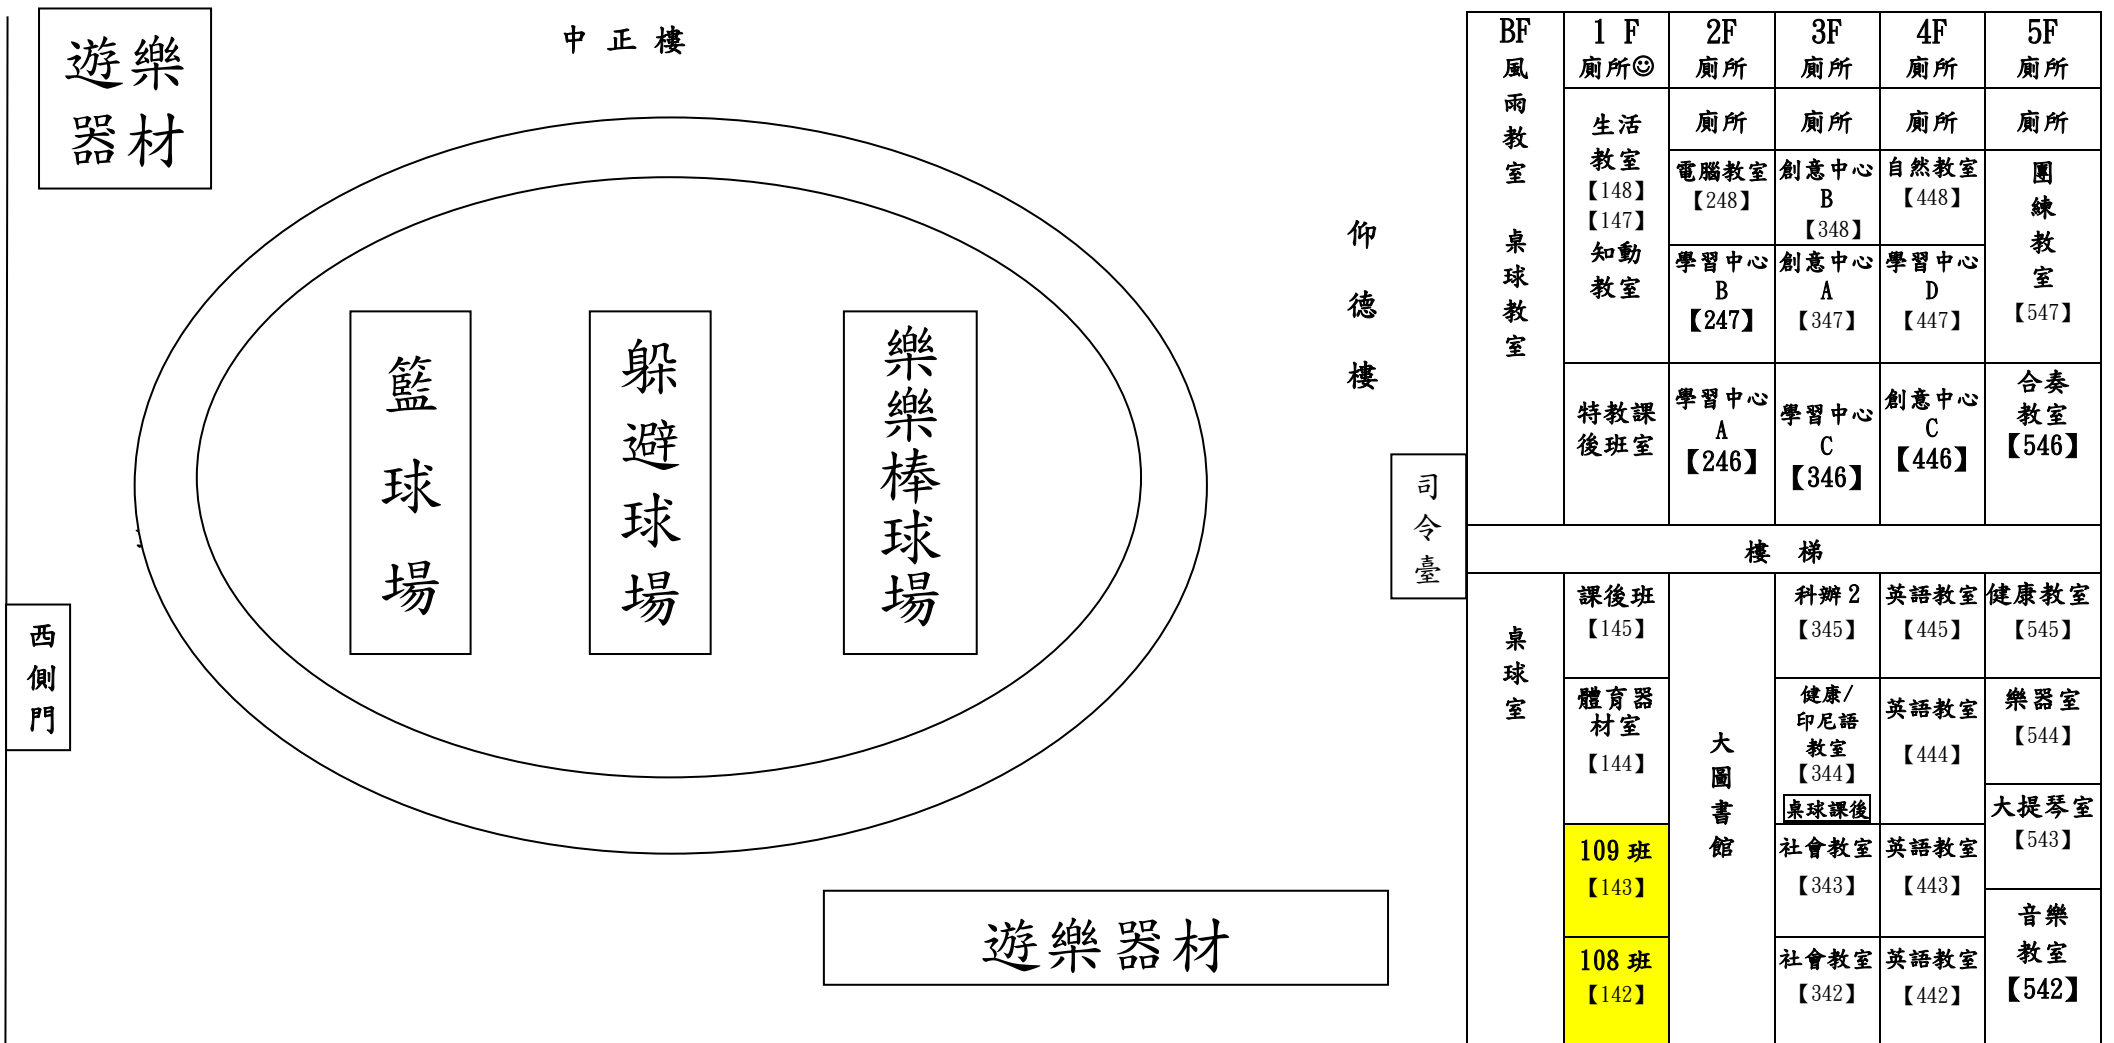 遊樂
器材
中正樓
籃球場
躲避球場
樂樂棒球場
仰德樓
司令臺
西側門
遊樂器材
BF
風雨教室 桌球教室
1 F
廁所☺
2F
廁所
3F
廁所
4F
廁所
5F
廁所
生活
教室
【148】
【147】
知動
教室
廁所
廁所
廁所
廁所
電腦教室
【248】
創意中心
B
【348】
自然教室
【448】
團練教室
【547】
學習中心
B
【247】
創意中心
A
【347】
學習中心
D
【447】
特教課
後班室
學習中心
A
【246】
學習中心
C
【346】
創意中心
C
【446】
合奏
教室
【546】
樓 梯
桌球室
課後班
【145】
大圖書館
科辦2
【345】
英語教室
【445】
健康教室
【545】
體育器
材室
【144】
健康/
印尼語
教室
【344】
桌球課後
英語教室
【444】
樂器室
【544】
大提琴室
【543】
109班
【143】
社會教室
【343】
英語教室
【443】
音樂
教室
【542】
108班
【142】
社會教室
【342】
英語教室
【442】